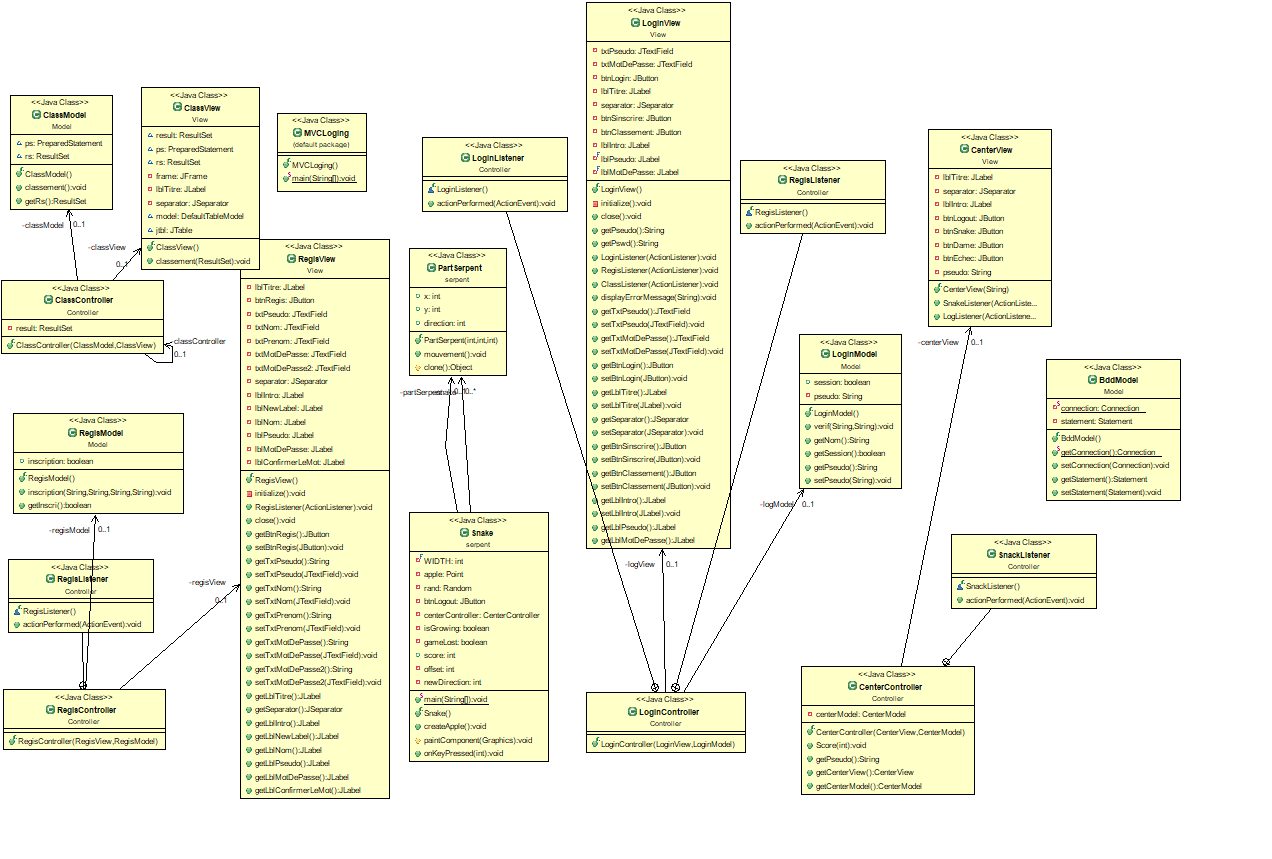 <<Java Class>>
ClassModel
Model
ps: PreparedStatement
rs: ResultSet
ClassModel()
classement():void
getRs():ResultSet
-classModel
0..1
<<Java Class>>
ClassView
View
result: ResultSet
ps: PreparedStatement
rs: ResultSet
frame: JFrame
lblTitre: JLabel
separator: JSeparator
model: DefaultTableModel
jtbl: JTable
ClassView()
classement(ResultSet):void
-classView
0..1
<<Java Class>>
ClassController
Controller
result: ResultSet
ClassController(ClassModel,ClassView)
-classController
0..1
<<Java Class>>
MVCLoging
(default package)
MVCLoging()
main(String[]):void
<<Java Class>>
RegisView
View
lblTitre: JLabel
btnRegis: JButton
txtPseudo: JTextField
txtNom: JTextField
txtPrenom: JTextField
txtMotDePasse: JTextField
txtMotDePasse2: JTextField
separator: JSeparator
lblIntro: JLabel
lblNewLabel: JLabel
lblNom: JLabel
lblPseudo: JLabel
lblMotDePasse: JLabel
lblConfirmerLeMot: JLabel
RegisView()
initialize():void
RegisListener(ActionListener):void
close():void
getBtnRegis():JButton
setBtnRegis(JButton):void
getTxtPseudo():String
setTxtPseudo(JTextField):void
getTxtNom():String
setTxtNom(JTextField):void
getTxtPrenom():String
setTxtPrenom(JTextField):void
getTxtMotDePasse():String
setTxtMotDePasse(JTextField):void
getTxtMotDePasse2():String
setTxtMotDePasse2(JTextField):void
getLblTitre():JLabel
getSeparator():JSeparator
getLblIntro():JLabel
getLblNewLabel():JLabel
getLblNom():JLabel
getLblPseudo():JLabel
getLblMotDePasse():JLabel
getLblConfirmerLeMot():JLabel
<<Java Class>>
RegisModel
Model
inscription: boolean
RegisModel()
inscription(String,String,String,String):void
getInscri():boolean
-regisModel
0..1
<<Java Class>>
RegisListener
Controller
RegisListener()
actionPerformed(ActionEvent):void
-regisView
0..1
<<Java Class>>
RegisController
Controller
RegisController(RegisView,RegisModel)
<<Java Class>>
LoginListener
Controller
LoginListener()
actionPerformed(ActionEvent):void
<<Java Class>>
PartSerpent
serpent
x: int
y: int
direction: int
PartSerpent(int,int,int)
mouvement():void
clone():Object
0..*
<<Java Class>>
Snake
serpent
WIDTH: int
apple: Point
rand: Random
btnLogout: JButton
centerController: CenterController
isGrowing: boolean
gameLost: boolean
score: int
offset: int
newDirection: int
main(String[]):void
Snake()
createApple():void
paintComponent(Graphics):void
onKeyPressed(int):void
<<Java Class>>
LoginView
View
txtPseudo: JTextField
txtMotDePasse: JTextField
btnLogin: JButton
lblTitre: JLabel
separator: JSeparator
btnSinscrire: JButton
btnClassement: JButton
lblIntro: JLabel
lblPseudo: JLabel
lblMotDePasse: JLabel
LoginView()
initialize():void
close():void
getPseudo():String
getPswd():String
LoginListener(ActionListener):void
RegisListener(ActionListener):void
ClassListener(ActionListener):void
displayErrorMessage(String):void
getTxtPseudo():JTextField
setTxtPseudo(JTextField):void
getTxtMotDePasse():JTextField
setTxtMotDePasse(JTextField):void
getBtnLogin():JButton
setBtnLogin(JButton):void
getLblTitre():JLabel
setLblTitre(JLabel):void
getSeparator():JSeparator
setSeparator(JSeparator):void
getBtnSinscrire():JButton
setBtnSinscrire(JButton):void
getBtnClassement():JButton
setBtnClassement(JButton):void
getLblIntro():JLabel
setLblIntro(JLabel):void
getLblPseudo():JLabel
getLblMotDePasse():JLabel
-logView
0..1
<<Java Class>>
RegisListener
Controller
RegisListener()
actionPerformed(ActionEvent):void
<<Java Class>>
LoginModel
Model
session: boolean
pseudo: String
LoginModel()
verif(String,String):void
getNom():String
getSession():boolean
getPseudo():String
setPseudo(String):void
-logModel
0..1
<<Java Class>>
LoginController
Controller
LoginController(LoginView,LoginModel)
<<Java Class>>
CenterView
View
lblTitre: JLabel
separator: JSeparator
lblIntro: JLabel
btnLogout: JButton
btnSnake: JButton
btnDame: JButton
btnEchec: JButton
pseudo: String
CenterView(String)
SnakeListener(ActionListe...
LogListener(ActionListene...
-centerView
0..1
<<Java Class>>
BddModel
Model
connection: Connection
statement: Statement
BddModel()
getConnection():Connection
setConnection(Connection):void
getStatement():Statement
setStatement(Statement):void
<<Java Class>>
SnackListener
Controller
SnackListener()
actionPerformed(ActionEvent):void
<<Java Class>>
CenterController
Controller
centerModel: CenterModel
CenterController(CenterView,CenterModel)
Score(int):void
getPseudo():String
getCenterView():CenterView
getCenterModel():CenterModel